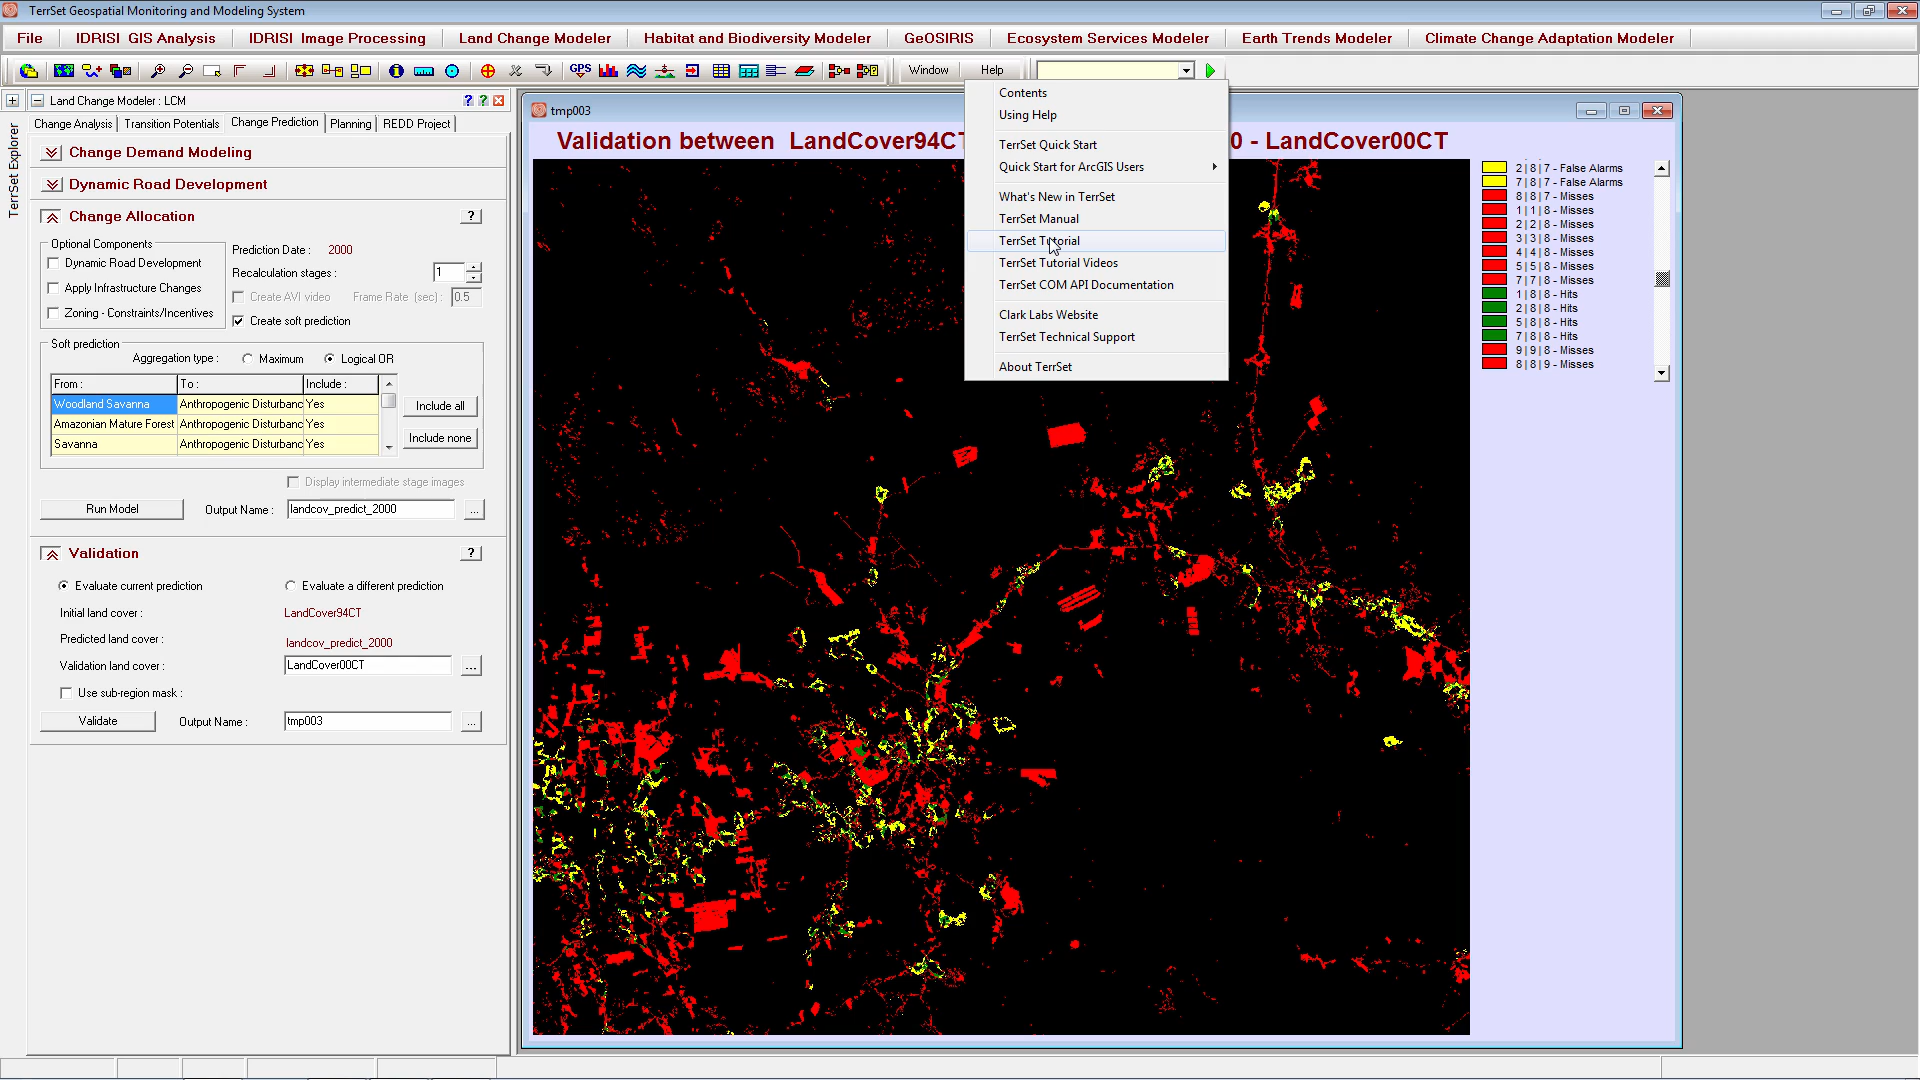 TerrSet Geospatial Monitoring and Modeling System
File IDRISI GIS Analysis IDRISI Image Processing Land Change Modeler Habitat and Biodiversity Modeler GeOSIRIS Ecosystem Services Modeler Earth Trends Modeler Climate Change Adaptation Modeler
GPS Window Help
TerrSet Explorer
Land Change Modeler : LCM
Change Analysis Transition Potentials Change Prediction Planning REDD Project
Change Demand Modeling
Dynamic Road Development
Change Allocation ?
Optional Components
Dynamic Road Development
Apply Infrastructure Changes
Zoning - Constraints/Incentives
Prediction Date : 2000
Recalculation stages : 1
Create AVI video Frame Rate (sec) : 0.5
Create soft prediction
Soft prediction
Aggregation type : Maximum Logical OR
From : To : Include :
Woodland Savanna Anthropogenic Disturbanc Yes
Amazonian Mature Forest Anthropogenic Disturbanc Yes
Savanna Anthropogenic Disturbanc Yes
Include all
Include none
Display intermediate stage images
Run Model Output Name : landcov_predict_2000 ...
Validation ?
Evaluate current prediction Evaluate a different prediction
Initial land cover : LandCover94CT
Predicted land cover : landcov_predict_2000
Validation land cover : LandCover00CT ...
Use sub-region mask :
Validate Output Name : tmp003 ...
tmp003
Validation between LandCover94CT 0 - LandCover00CT
Contents
Using Help
TerrSet Quick Start
Quick Start for ArcGIS Users
What's New in TerrSet
TerrSet Manual
TerrSet Tutorial
TerrSet Tutorial Videos
TerrSet COM API Documentation
Clark Labs Website
TerrSet Technical Support
About TerrSet
2 | 8 | 7 - False Alarms
7 | 8 | 7 - False Alarms
8 | 8 | 7 - Misses
1 | 1 | 8 - Misses
2 | 2 | 8 - Misses
3 | 3 | 8 - Misses
4 | 4 | 8 - Misses
5 | 5 | 8 - Misses
7 | 7 | 8 - Misses
1 | 8 | 8 - Hits
2 | 8 | 8 - Hits
5 | 8 | 8 - Hits
7 | 8 | 8 - Hits
9 | 9 | 8 - Misses
8 | 8 | 9 - Misses